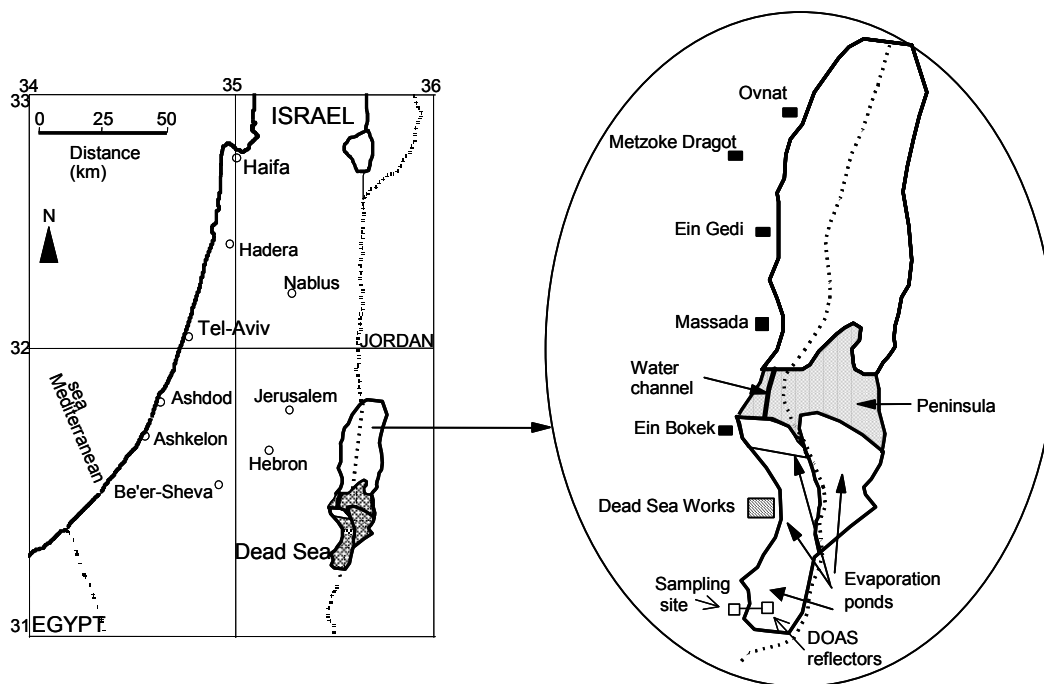 34
35
36
33
ISRAEL
0
25
50
Distance
(km)
N
Haifa
Hadera
Nablus
Tel-Aviv
JORDAN
32
Mediterranean
sea
Ashdod
Jerusalem
Ashkelon
Hebron
Be'er-Sheva
Dead Sea
31
EGYPT
Ovnat
Metzoke Dragot
Ein Gedi
Massada
Water
channel
Peninsula
Ein Bokek
Dead Sea Works
Sampling
site
Evaporation
ponds
DOAS
reflectors